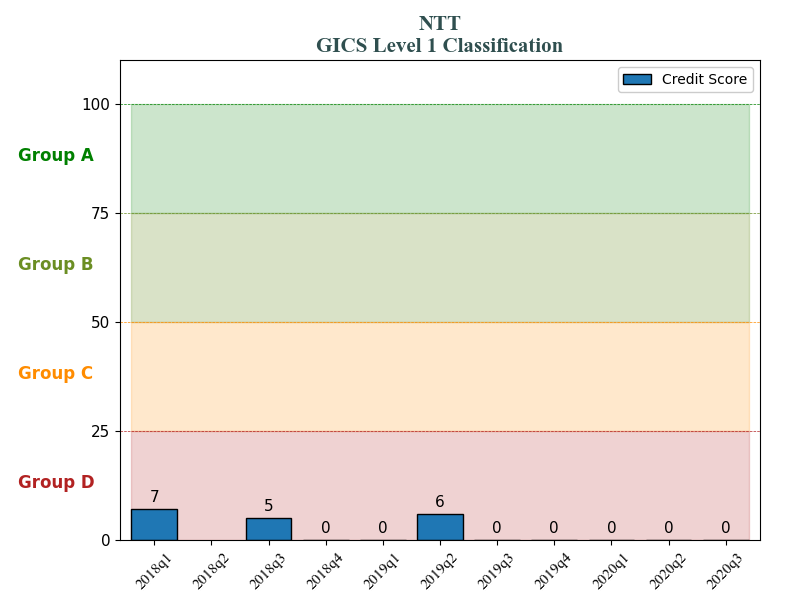 NTT
GICS Level 1 Classification
Credit Score
100
Group A
75
Group B
50
Group C
25
Group D
0
7
5
0
0
6
0
0
0
0
0
2018q1
2018q2
2018q3
2018q4
2019q1
2019q2
2019q3
2019q4
2020q1
2020q2
2020q3